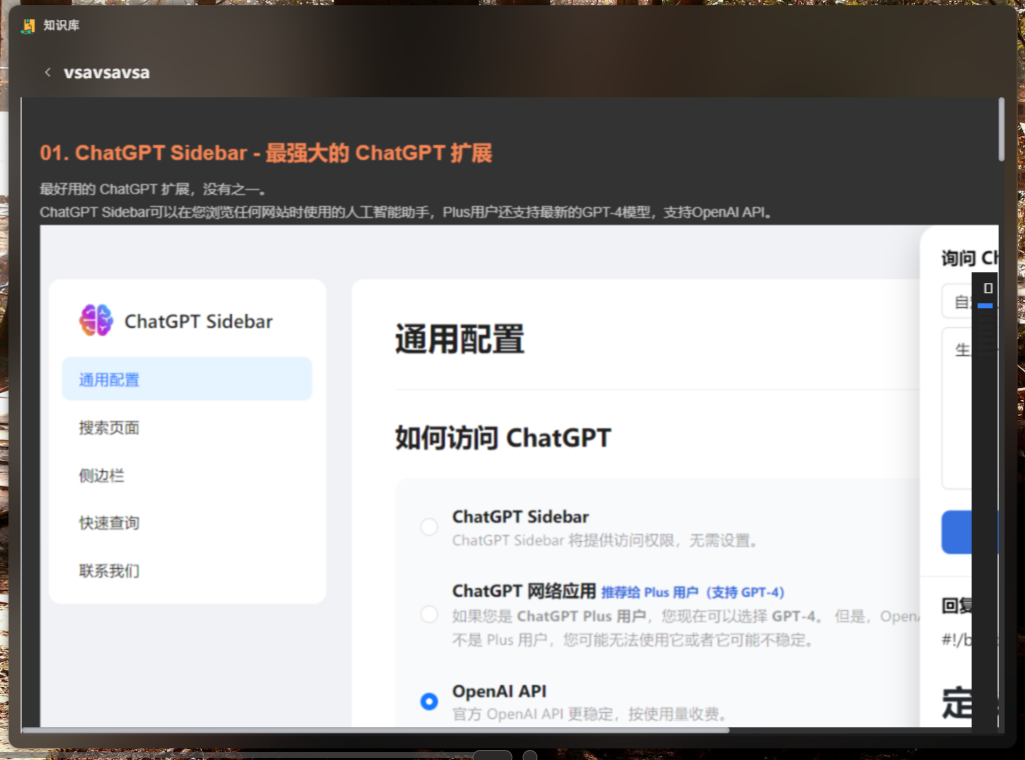 知识库
vsavsavsa
01. ChatGPT Sidebar - 最强大的 ChatGPT 扩展
最好用的 ChatGPT 扩展，没有之一。
ChatGPT Sidebar可以在您浏览任何网站时使用的人工智能助手，Plus用户还支持最新的GPT-4模型，支持OpenAI API。
ChatGPT Sidebar
通用配置
搜索页面
侧边栏
快速查询
联系我们
通用配置
如何访问 ChatGPT
ChatGPT Sidebar
ChatGPT Sidebar 将提供访问权限，无需设置。
ChatGPT 网络应用 推荐给 Plus 用户（支持 GPT-4）
如果您是 ChatGPT Plus 用户，您现在可以选择 GPT-4。 但是，Open
不是 Plus 用户，您可能无法使用它或者它可能不稳定。
OpenAI API
官方 OpenAI API 更稳定，按使用量收费。
询问 Ch
自
生
回复
#!/b
定